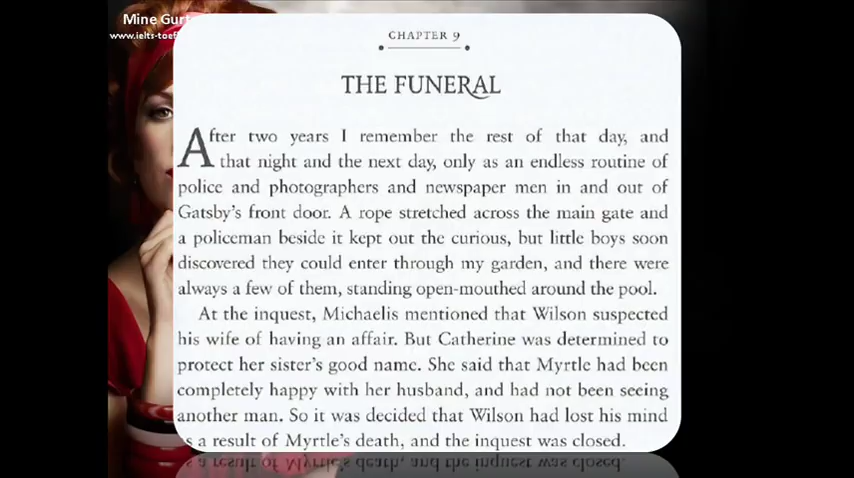 Mine Gurt
www.ielts-toefl
CHAPTER 9
THE FUNERAL
After two years I remember the rest of that day, and
that night and the next day, only as an endless routine of
police and photographers and newspaper men in and out of
Gatsby's front door. A rope stretched across the main gate and
a policeman beside it kept out the curious, but little boys soon
discovered they could enter through my garden, and there were
always a few of them, standing open-mouthed around the pool.
At the inquest, Michaelis mentioned that Wilson suspected
his wife of having an affair. But Catherine was determined to
protect her sister's good name. She said that Myrtle had been
completely happy with her husband, and had not been seeing
another man. So it was decided that Wilson had lost his mind
as a result of Myrtle's death, and the inquest was closed.